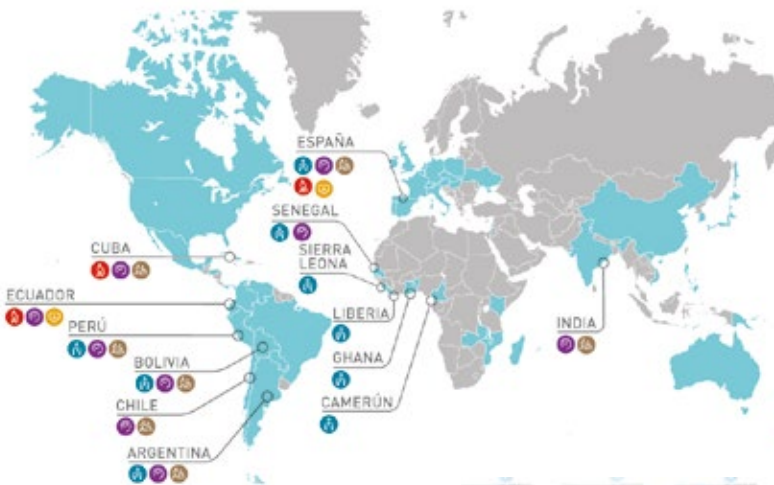 ESPAÑA
SENEGAL
SIERRA
LEONA
CUBA
ECUADOR
LIBERIA
PERÚ
INDIA
BOLIVIA
GHANA
CHILE
CAMERÚN
ARGENTINA